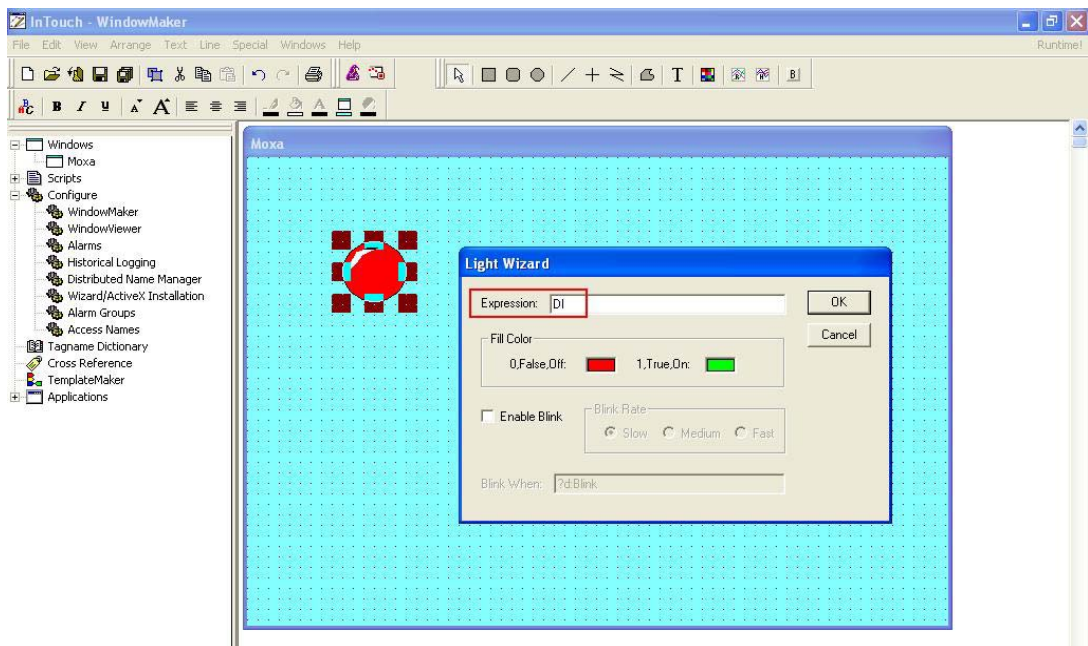 InTouch - WindowMaker
File Edit View Arrange Text Line Special Windows Help Runtime!
Windows
Moxa
Scripts
Configure
WindowMaker
WindowViewer
Alarms
Historical Logging
Distributed Name Manager
Wizard/ActiveX Installation
Alarm Groups
Access Names
Tagname Dictionary
Cross Reference
TemplateMaker
Applications
Moxa
Light Wizard
Expression: DI
OK
Cancel
Fill Color
0,False,Off: 1,True,On:
Enable Blink
Blink Rate
Slow Medium Fast
Blink When: ?d:Blink